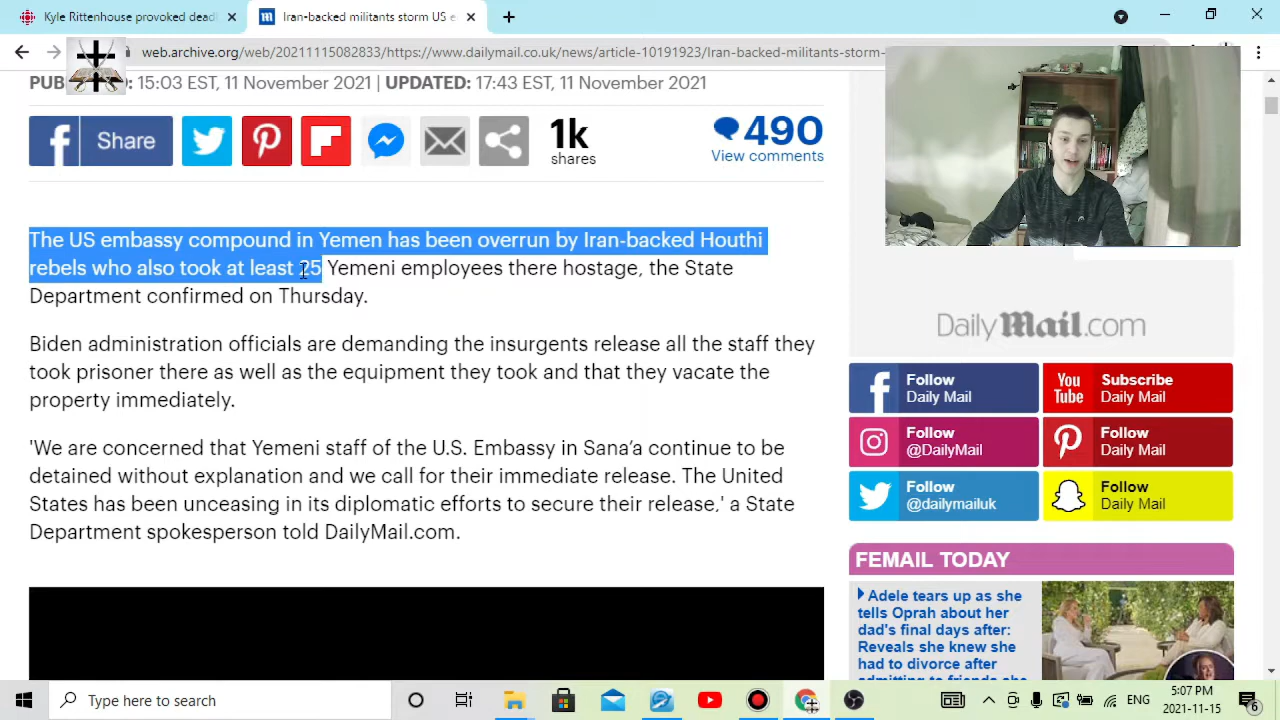 Kyle Rittenhouse provoked deadl
Iran-backed militants storm US e
web.archive.org/web/20211115082833/https://www.dailymail.co.uk/news/article-10191923/Iran-backed-militants-storm-
15:03 EST, 11 November 2021 | UPDATED: 17:43 EST, 11 November 2021
Share
1k
shares
490
View comments
The US embassy compound in Yemen has been overrun by Iran-backed Houthi
rebels who also took at least 25 Yemeni employees there hostage, the State
Department confirmed on Thursday.
Biden administration officials are demanding the insurgents release all the staff they
took prisoner there as well as the equipment they took and that they vacate the
property immediately.
'We are concerned that Yemeni staff of the U.S. Embassy in Sana’a continue to be
detained without explanation and we call for their immediate release. The United
States has been unceasing in its diplomatic efforts to secure their release,' a State
Department spokesperson told DailyMail.com.
Daily Mail.com
Follow
Daily Mail
You
Tube
Subscribe
Daily Mail
Follow
@DailyMail
Follow
Daily Mail
Follow
@dailymailuk
Follow
Daily Mail
FEMAIL TODAY
Adele tears up as she
tells Oprah about her
dad's final days after:
Reveals she knew she
had to divorce after
admitting to friends she
Type here to search
ENG
5:07 PM
2021-11-15
6